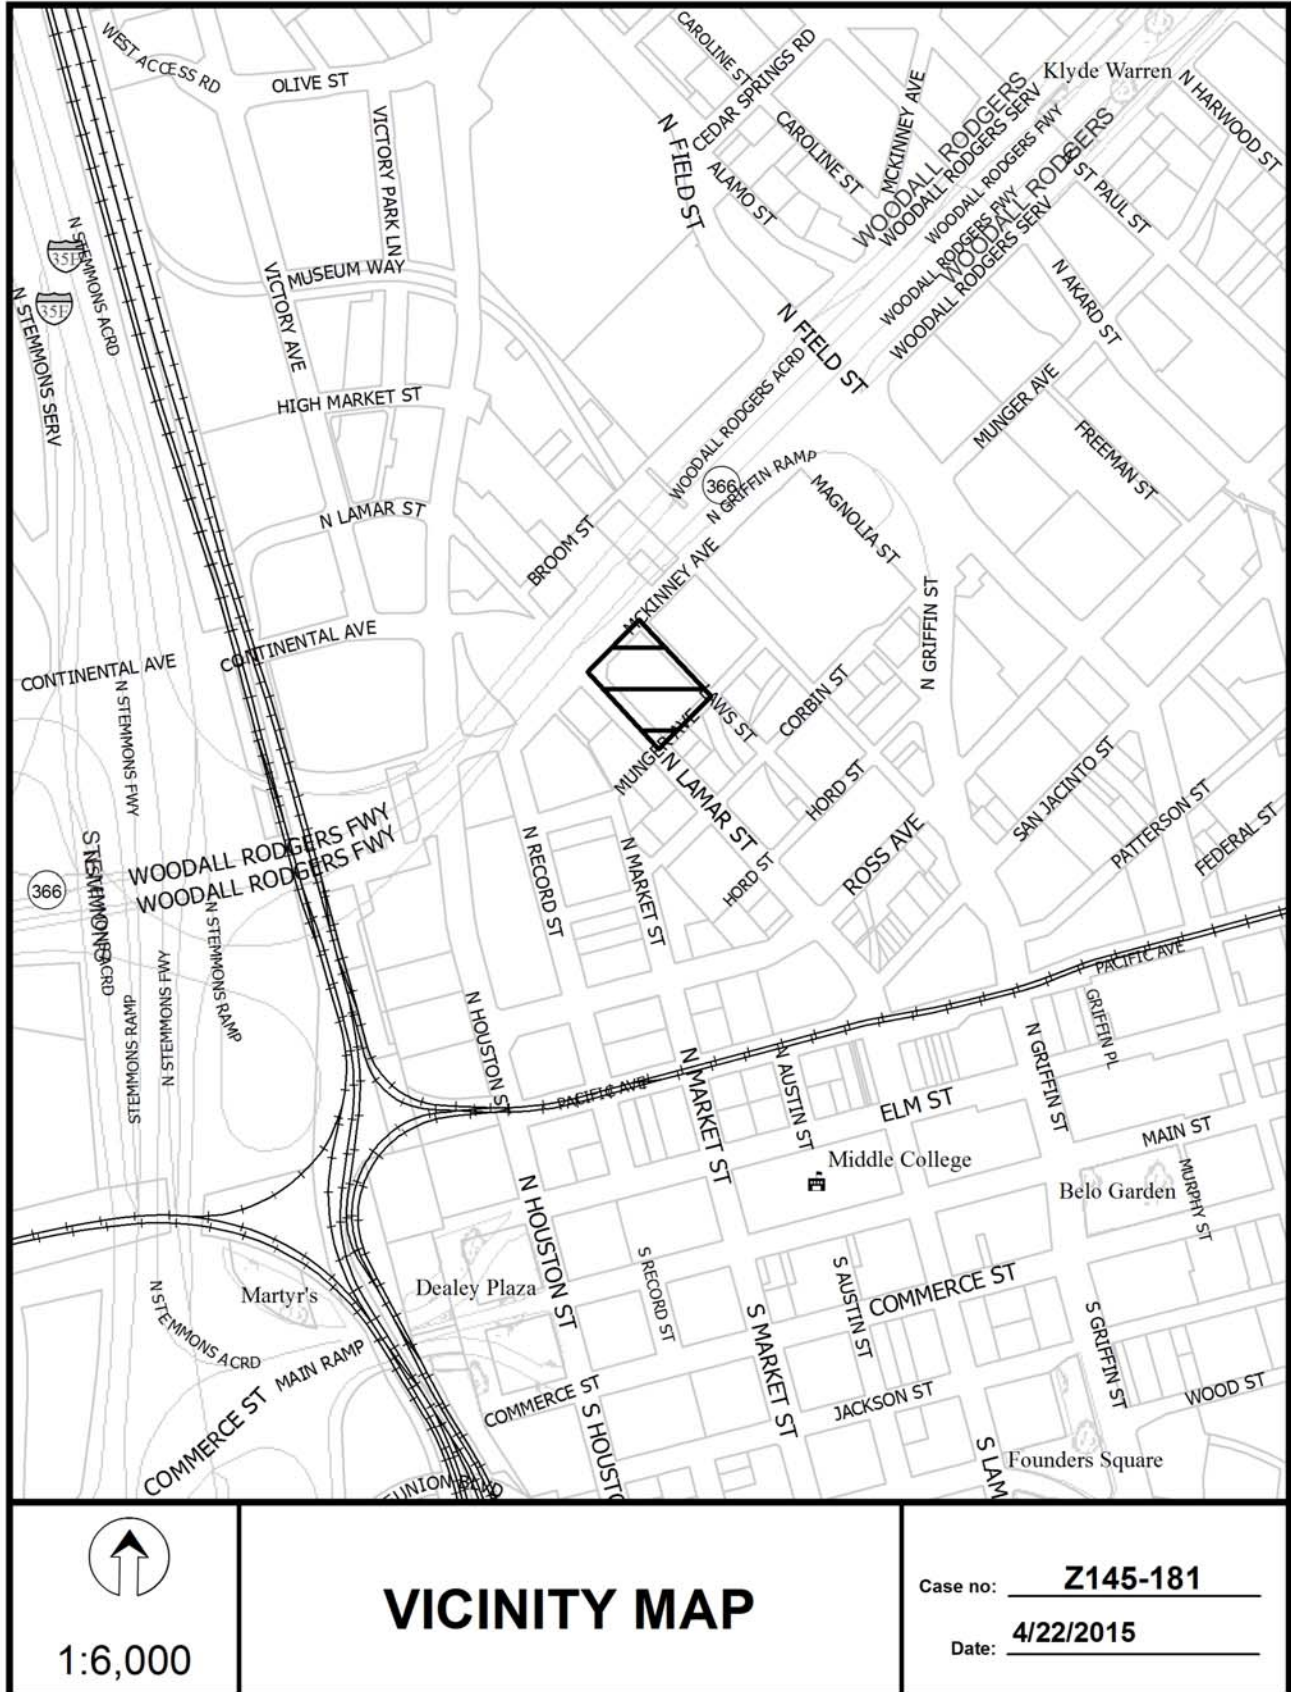 WEST ACCESS RD
OLIVE ST
VICTORY PARK LN
CAROLINE ST
CEDAR SPRINGS RD
N FIELD ST
ALAMO ST
CAROLINE ST
MCKINNEY AVE
WOODALL RODGERS
WOODALL RODGERS SERV
WOODALL RODGERS FWY
WOODALL RODGERS FWY
WOODALL RODGERS
WOODALL RODGERS SERV
Klyde Warren
N HARWOOD ST
ST PAUL ST
N AKARD ST
N STEMMONS ACRD
35E
35E
N STEMMONS SERV
MUSEUM WAY
VICTORY AVE
HIGH MARKET ST
N FIELD ST
WOODALL RODGERS ACRD
MUNGER AVE
FREEMAN ST
366
N GRIFFIN RAMP
MAGNOLIA ST
N LAMAR ST
BROOM ST
MCKINNEY AVE
N GRIFFIN ST
CONTINENTAL AVE
CONTINENTAL AVE
N STEMMONS FWY
LAWS ST
CORBIN ST
MUNGER AVE
N LAMAR ST
HORD ST
HORD ST
ROSS AVE
SAN JACINTO ST
PATTERSON ST
FEDERAL ST
WOODALL RODGERS FWY
WOODALL RODGERS FWY
366
N RECORD ST
N MARKET ST
N STEMMONS RAMP
N STEMMONS FWY
STEMMONS RAMP
N HOUSTON ST
PACIFIC AVE
PACIFIC AVE
GRIFFIN PL
N GRIFFIN ST
N MARKET ST
N AUSTIN ST
ELM ST
MAIN ST
Middle College
Belo Garden
MURPHY ST
N HOUSTON ST
S RECORD ST
Martyr's
Dealey Plaza
N STEMMONS ACRD
MAIN RAMP
COMMERCE ST
COMMERCE ST
S HOUSTO
S MARKET ST
S AUSTIN ST
COMMERCE ST
JACKSON ST
S GRIFFIN ST
WOOD ST
S LAM
Founders Square
EUNION BLVD
1:6,000
VICINITY MAP
Case no: Z145-181
Date: 4/22/2015